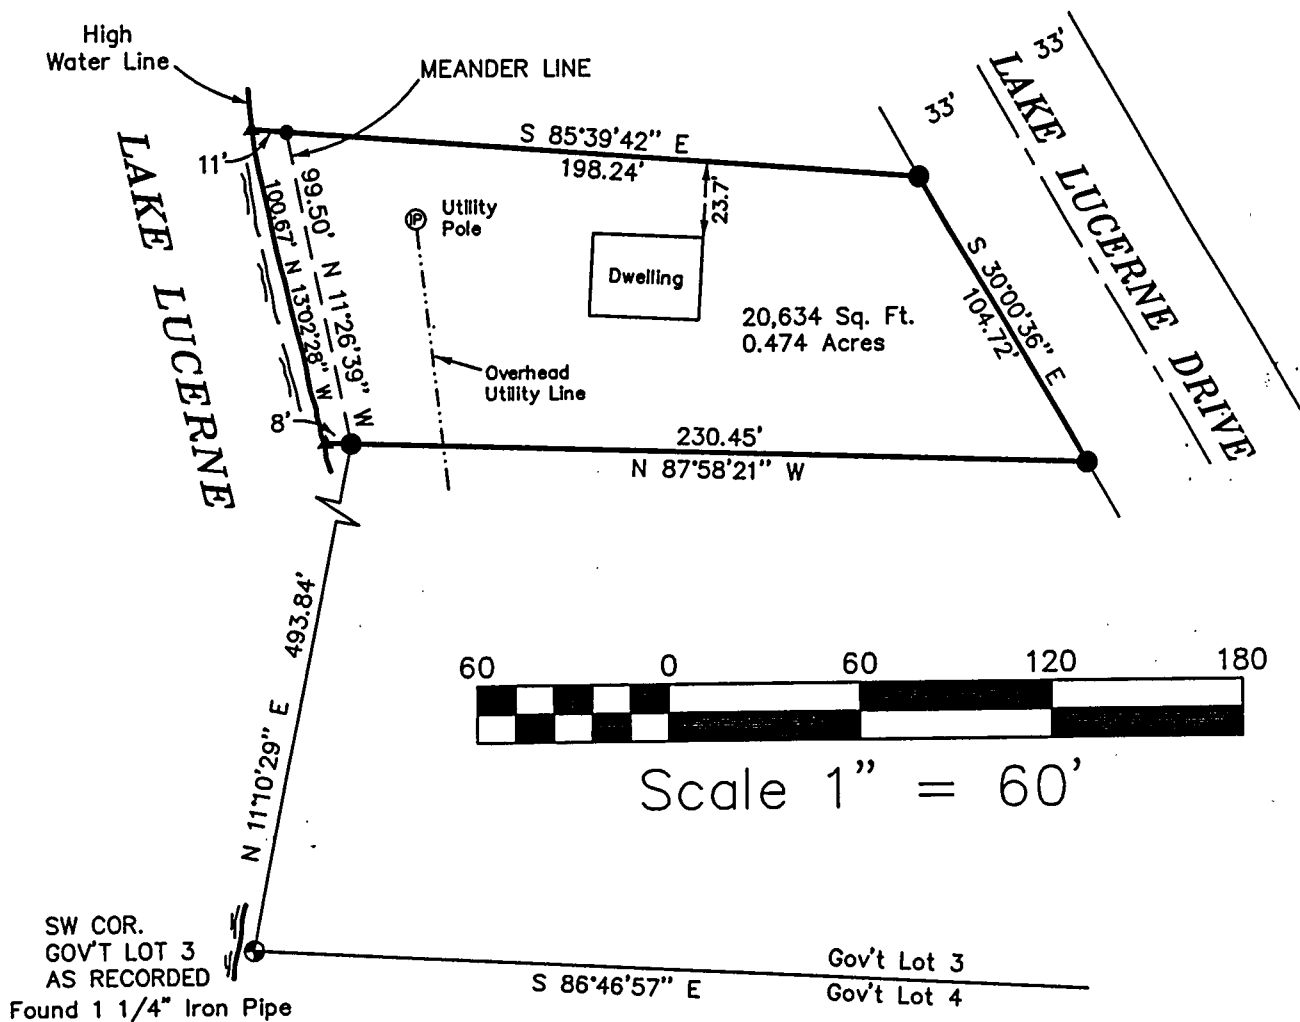 High
Water Line
MEANDER LINE
33'
33'
LAKE LUCERNE DRIVE
LAKE LUCERNE
11'
S 85°39'42" E
198.24'
23.7'
99.50' N 11°26'39" W
100.67' N 13°02'28" W
IP
Utility
Pole
Dwelling
20,634 Sq. Ft.
0.474 Acres
S 30°00'36" E
104.72'
Overhead
Utility Line
8'
230.45'
N 87°58'21" W
N 11°10'29" E 493.84'
60 0 60 120 180
Scale 1" = 60'
SW COR.
GOV'T LOT 3
AS RECORDED
Found 1 1/4" Iron Pipe
S 86°46'57" E
Gov't Lot 3
Gov't Lot 4